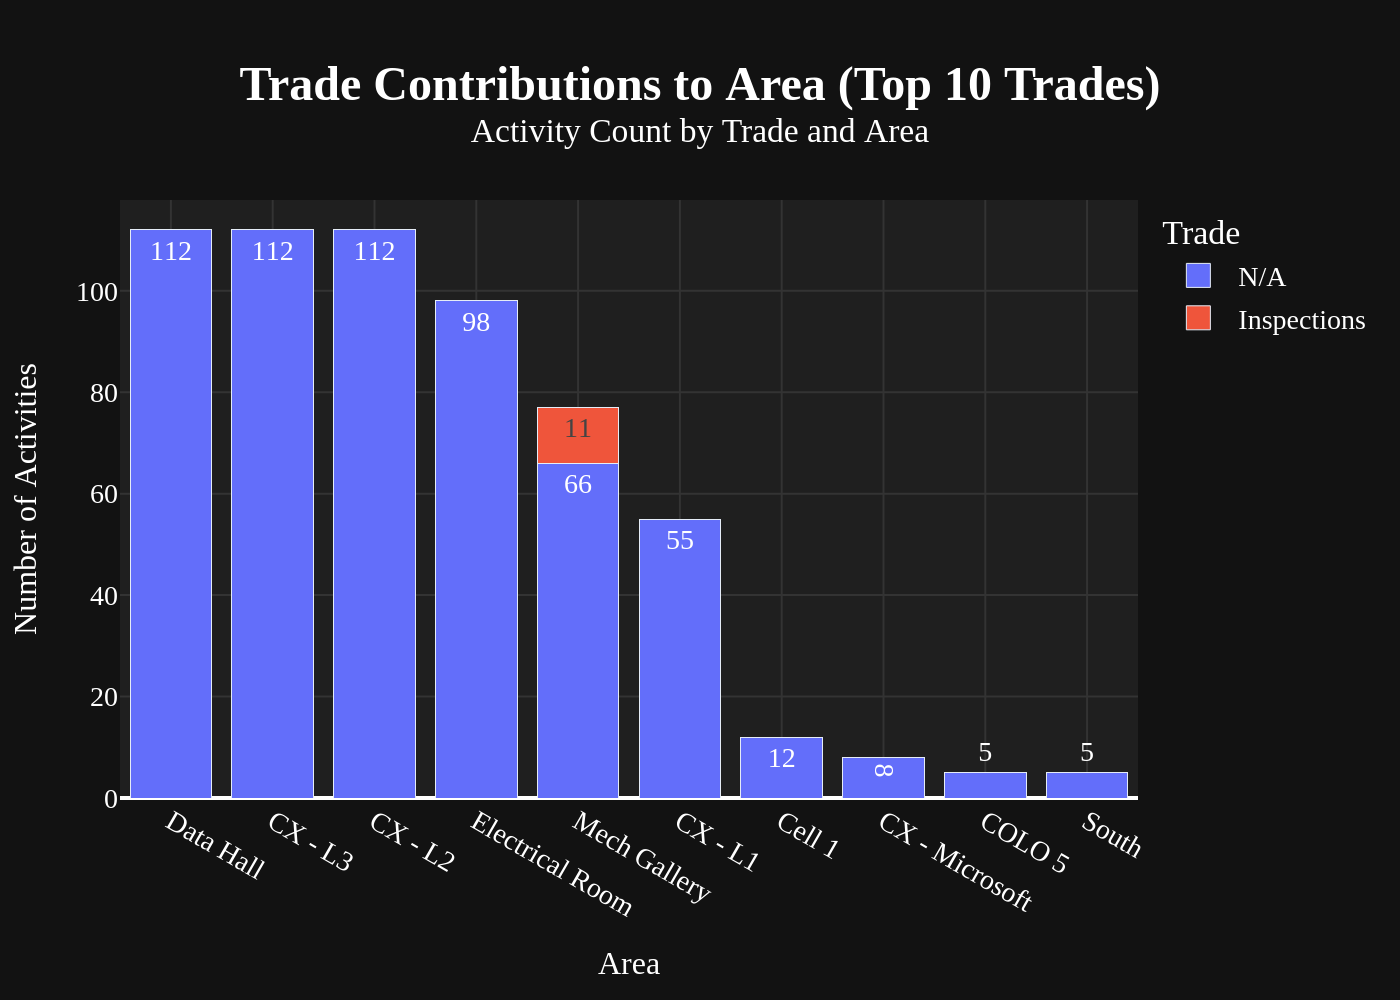 Trade Contributions to Area (Top 10 Trades)
Activity Count by Trade and Area
Trade
N/A
Inspections
Number of Activities
100
80
60
40
20
0
112
112
112
98
11
66
55
12
8
5
5
Data Hall
CX - L3
CX - L2
Electrical Room
Mech Gallery
CX - L1
Cell 1
CX - Microsoft
COLO 5
South
Area